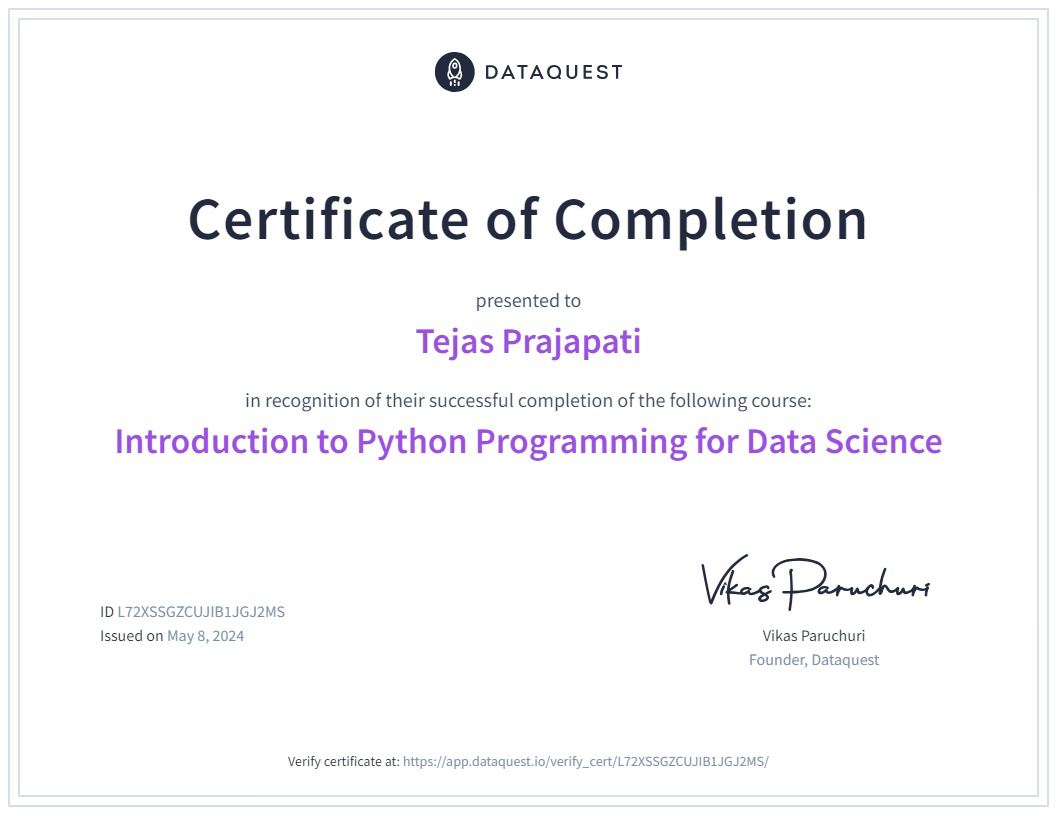 DATAQUEST
Certificate of Completion
presented to
Tejas Prajapati
in recognition of their successful completion of the following course:
Introduction to Python Programming for Data Science
Vikas Paruchuri
ID L72XSSGZCUJIB1JGJ2MS
Issued on May 8, 2024
Vikas Paruchuri
Founder, Dataquest
Verify certificate at: https://app.dataquest.io/verify_cert/L72XSSGZCUJIB1JGJ2MS/